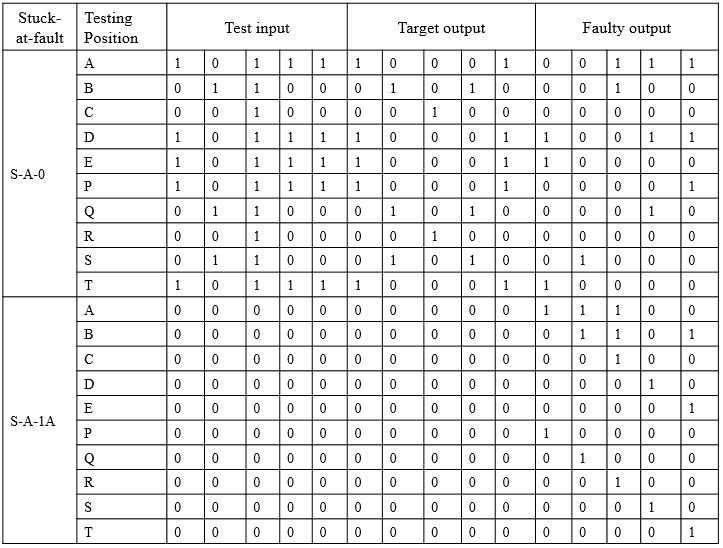 Stuck-at-fault Testing Position Test input Target output Faulty output
S-A-0
A 1 0 1 1 1 1 0 0 0 1 0 0 1 1 1
B 0 1 1 0 0 0 1 0 1 0 0 0 1 0 0
C 0 0 1 0 0 0 0 1 0 0 0 0 0 0 0
D 1 0 1 1 1 1 0 0 0 1 1 0 0 1 1
E 1 0 1 1 1 1 0 0 0 1 1 0 0 0 0
P 1 0 1 1 1 1 0 0 0 1 0 0 0 0 1
Q 0 1 1 0 0 0 1 0 1 0 0 0 0 1 0
R 0 0 1 0 0 0 0 1 0 0 0 0 0 0 0
S 0 1 1 0 0 0 1 0 1 0 0 1 0 0 0
T 1 0 1 1 1 1 0 0 0 1 1 0 0 0 0
S-A-1A
A 0 0 0 0 0 0 0 0 0 0 1 1 1 0 0
B 0 0 0 0 0 0 0 0 0 0 0 1 1 0 1
C 0 0 0 0 0 0 0 0 0 0 0 0 1 0 0
D 0 0 0 0 0 0 0 0 0 0 0 0 0 1 0
E 0 0 0 0 0 0 0 0 0 0 0 0 0 0 1
P 0 0 0 0 0 0 0 0 0 0 1 0 0 0 0
Q 0 0 0 0 0 0 0 0 0 0 0 1 0 0 0
R 0 0 0 0 0 0 0 0 0 0 0 0 1 0 0
S 0 0 0 0 0 0 0 0 0 0 0 0 0 1 0
T 0 0 0 0 0 0 0 0 0 0 0 0 0 0 1